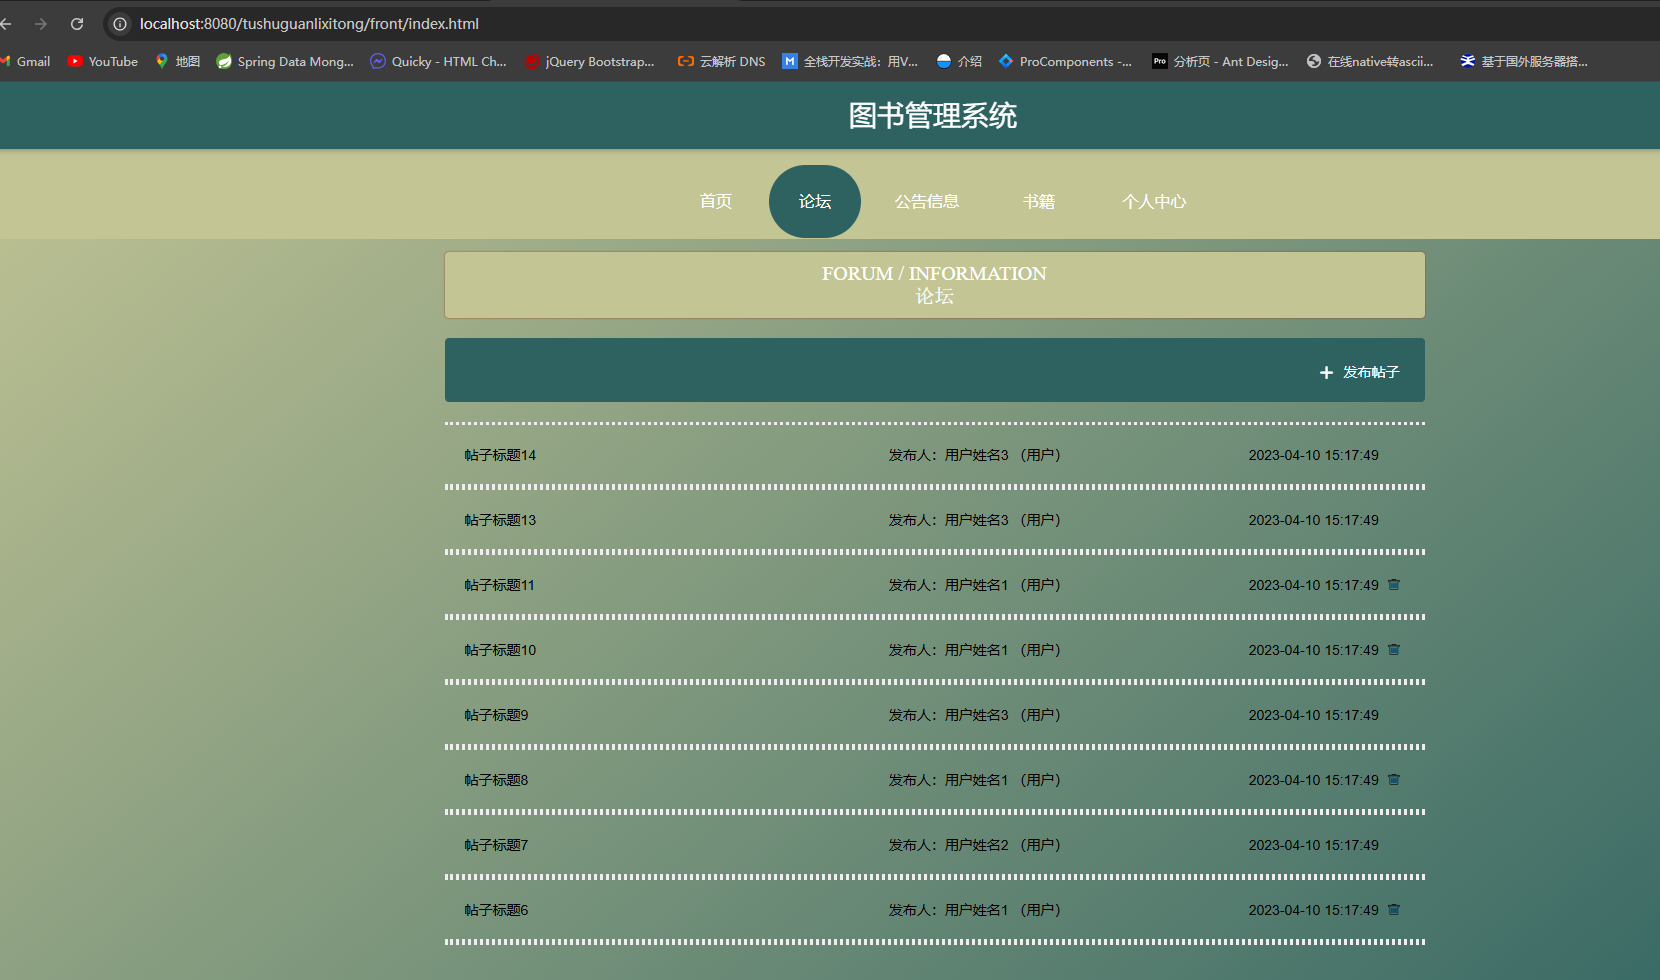 localhost:8080/tushuguanlixitong/front/index.html
Gmail YouTube 地图 Spring Data Mong... Quicky - HTML Ch... jQuery Bootstrap... 云解析 DNS M 全栈开发实战：用V... 介绍 ProComponents -... Pro 分析页 - Ant Desig... 在线native转ascii... 基于国外服务器搭...
图书管理系统
首页 论坛 公告信息 书籍 个人中心
FORUM / INFORMATION
论坛
+ 发布帖子
帖子标题14 发布人：用户姓名3 （用户） 2023-04-10 15:17:49
帖子标题13 发布人：用户姓名3 （用户） 2023-04-10 15:17:49
帖子标题11 发布人：用户姓名1 （用户） 2023-04-10 15:17:49
帖子标题10 发布人：用户姓名1 （用户） 2023-04-10 15:17:49
帖子标题9 发布人：用户姓名3 （用户） 2023-04-10 15:17:49
帖子标题8 发布人：用户姓名1 （用户） 2023-04-10 15:17:49
帖子标题7 发布人：用户姓名2 （用户） 2023-04-10 15:17:49
帖子标题6 发布人：用户姓名1 （用户） 2023-04-10 15:17:49